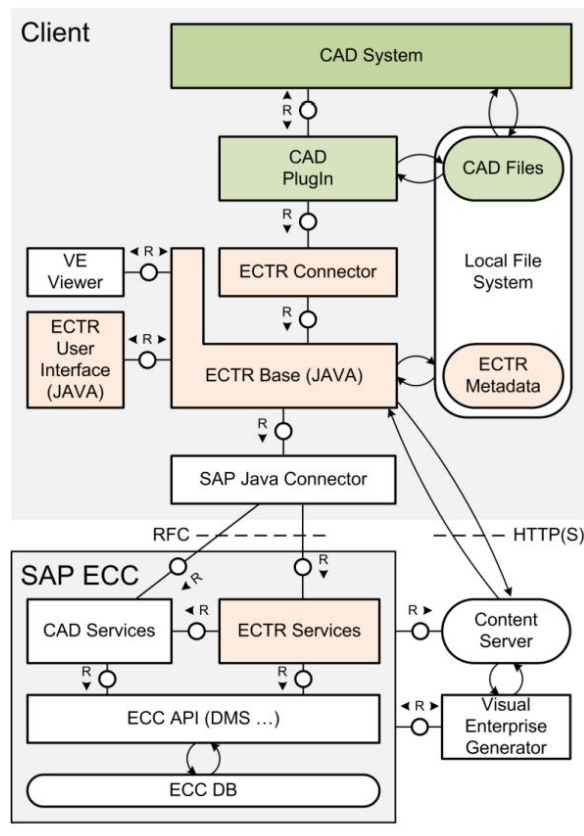 Client
CAD System
R
CAD
PlugIn
CAD Files
R
VE
Viewer
R
ECTR Connector
Local File
System
ECTR
User
Interface
(JAVA)
R
R
ECTR Base (JAVA)
ECTR
Metadata
R
SAP Java Connector
RFC
HTTP(S)
SAP ECC
R
R
CAD Services
R
ECTR Services
R
Content
Server
R
R
ECC API (DMS ...)
R
Visual
Enterprise
Generator
ECC DB